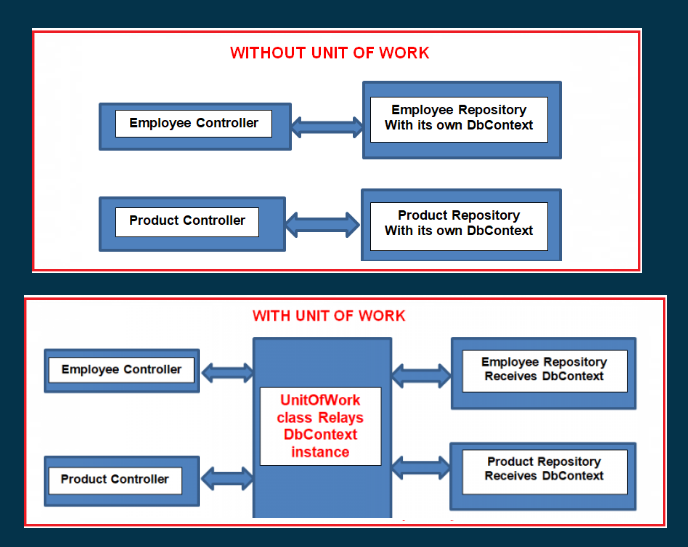 WITHOUT UNIT OF WORK
Employee Controller
Employee Repository
With its own DbContext
Product Controller
Product Repository
With its own DbContext
WITH UNIT OF WORK
Employee Controller
UnitOfWork
class Relays
DbContext
instance
Employee Repository
Receives DbContext
Product Controller
Product Repository
Receives DbContext